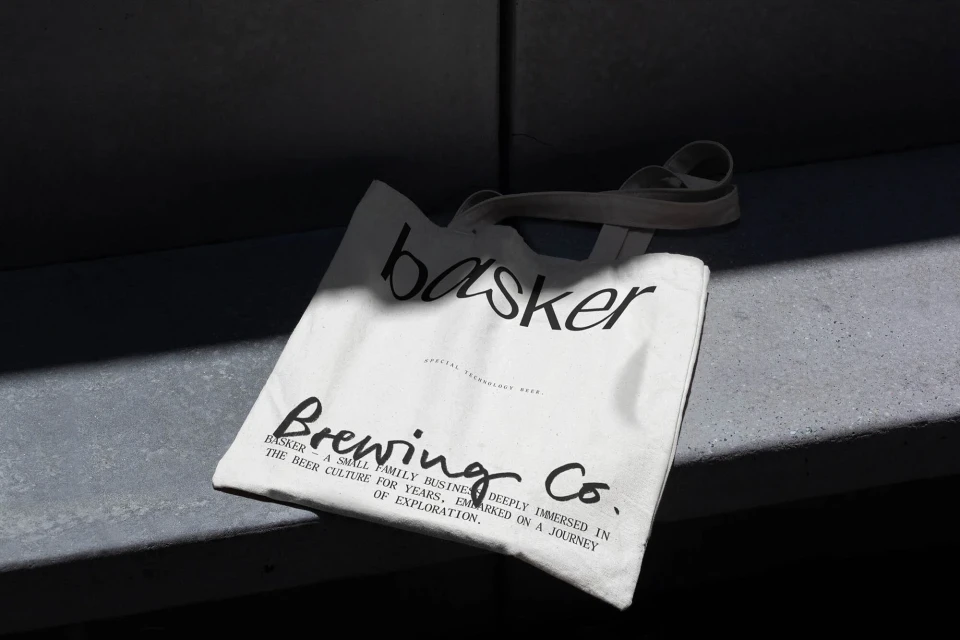 basker
SPECIAL TECHNOLOGY BEER.
Brewing Co.
BASKER – A SMALL FAMILY BUSINESS DEEPLY IMMERSED IN
THE BEER CULTURE FOR YEARS, EMBARKED ON A JOURNEY
OF EXPLORATION.